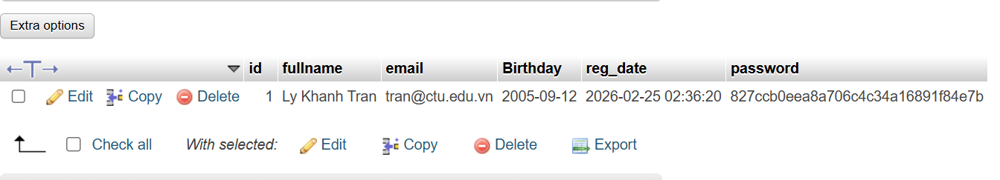 Extra options
id fullname email Birthday reg_date password
Edit Copy Delete 1 Ly Khanh Tran tran@ctu.edu.vn 2005-09-12 2026-02-25 02:36:20 827ccb0eea8a706c4c34a16891f84e7b
Check all With selected: Edit Copy Delete Export